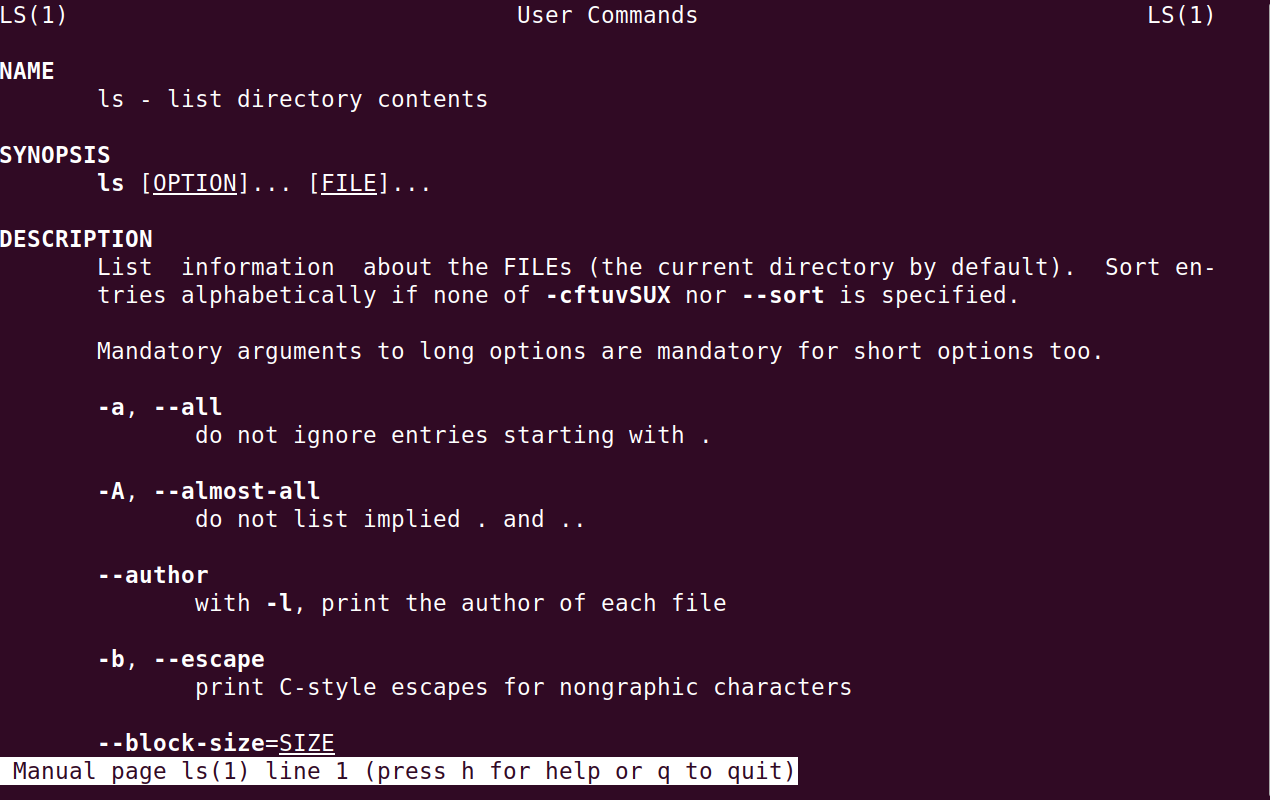 LS(1) User Commands LS(1)
NAME
ls - list directory contents
SYNOPSIS
ls [OPTION]... [FILE]...
DESCRIPTION
List  information  about the FILEs (the current directory by default).  Sort en-
tries alphabetically if none of -cftuvSUX nor --sort is specified.
Mandatory arguments to long options are mandatory for short options too.
-a, --all
do not ignore entries starting with .
-A, --almost-all
do not list implied . and ..
--author
with -l, print the author of each file
-b, --escape
print C-style escapes for nongraphic characters
--block-size=SIZE
Manual page ls(1) line 1 (press h for help or q to quit)